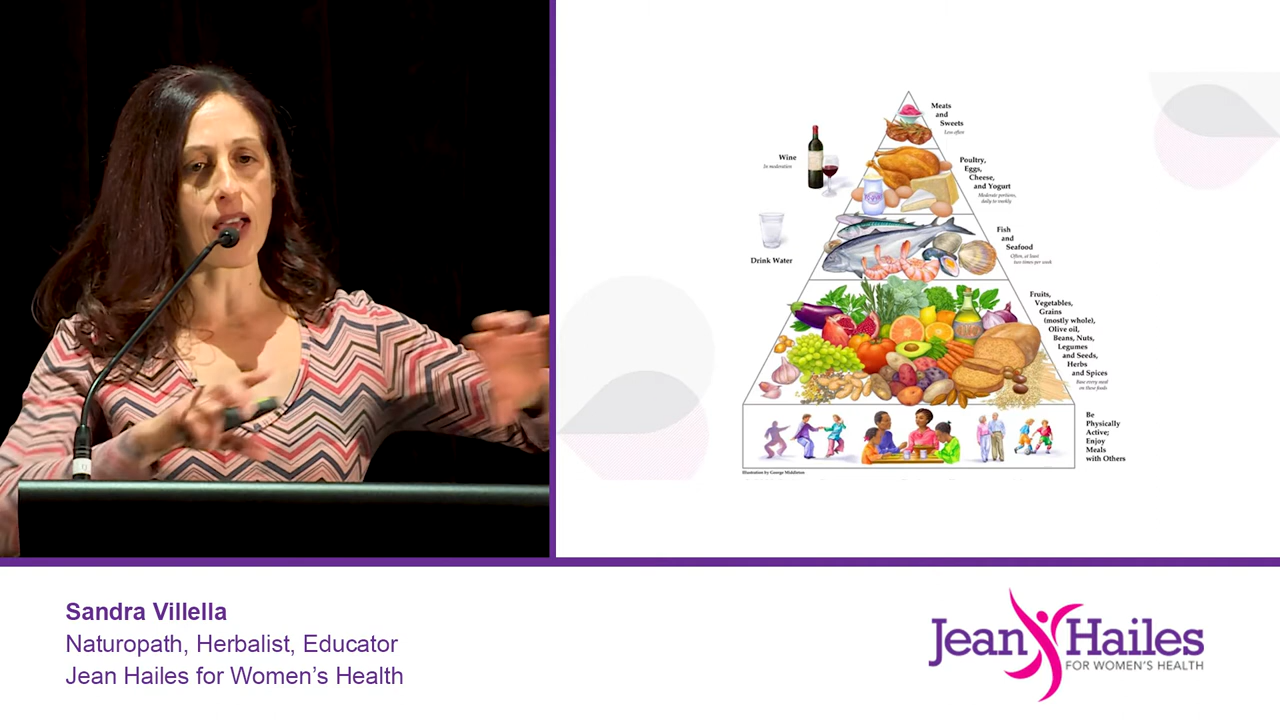 Meats
and
Sweets
Less often
Wine
In moderation
Poultry,
Eggs,
Cheese,
and Yogurt
Moderate portions,
daily to weekly
Drink Water
Fish
and
Seafood
Often, at least
two times per week
Fruits,
Vegetables,
Grains
(mostly whole),
Olive oil,
Beans, Nuts,
Legumes
and Seeds,
Herbs
and Spices
Base every meal
on these foods
Be
Physically
Active;
Enjoy
Meals
with Others
Illustration by George Middleton
Sandra Villella
Naturopath, Herbalist, Educator
Jean Hailes for Women’s Health
Jean Hailes
FOR WOMEN'S HEALTH